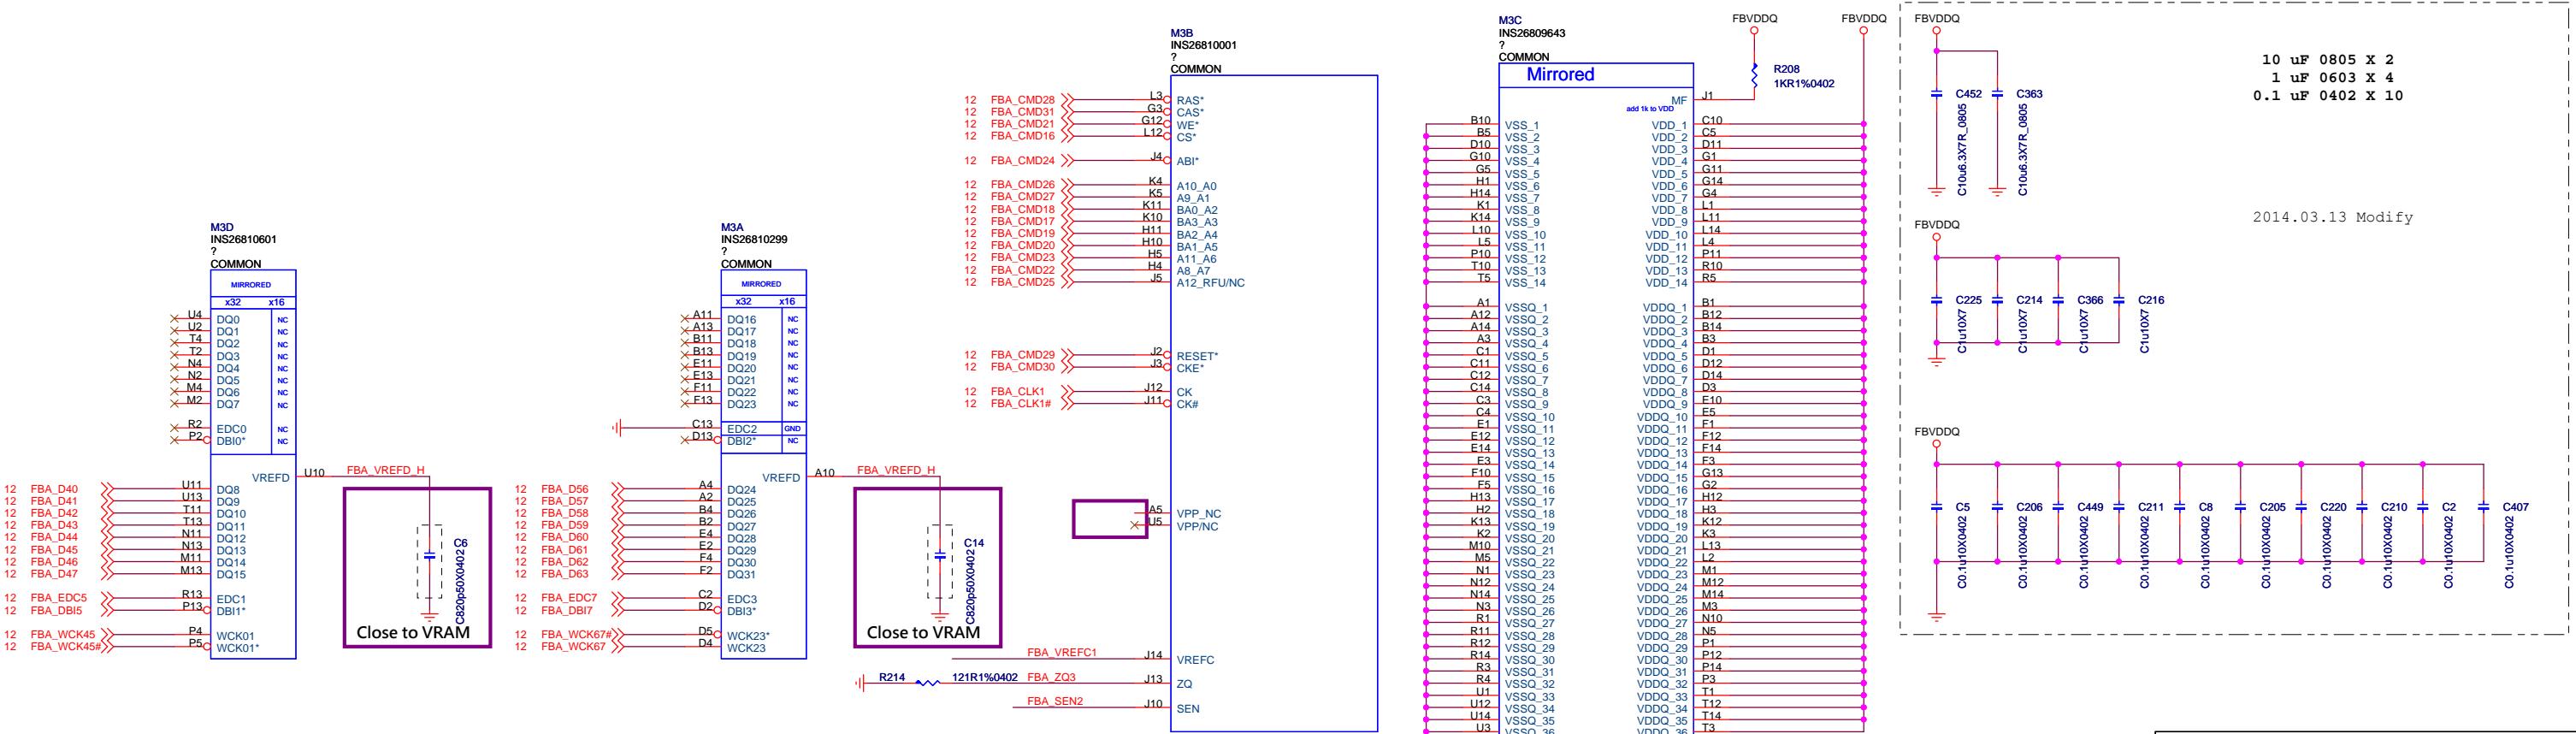 M3D
INS26810601
?
COMMON
MIRRORED
x32 x16
U4 DQ0 NC
U2 DQ1 NC
T4 DQ2 NC
T2 DQ3 NC
N4 DQ4 NC
N2 DQ5 NC
M4 DQ6 NC
M2 DQ7 NC
R2 EDC0 NC
P2 DBI0* NC
VREFD U10 FBA_VREFD_H
12 FBA_D40 U11 DQ8
12 FBA_D41 U13 DQ9
12 FBA_D42 T11 DQ10
12 FBA_D43 T13 DQ11
12 FBA_D44 N11 DQ12
12 FBA_D45 N13 DQ13
12 FBA_D46 M11 DQ14
12 FBA_D47 M13 DQ15
12 FBA_EDC5 R13 EDC1
12 FBA_DBI5 P13 DBI1*
12 FBA_WCK45 P4 WCK01
12 FBA_WCK45# P5 WCK01*
C6
C820p50X0402
Close to VRAM
M3A
INS26810299
?
COMMON
MIRRORED
x32 x16
A11 DQ16 NC
A13 DQ17 NC
B11 DQ18 NC
B13 DQ19 NC
E11 DQ20 NC
E13 DQ21 NC
F11 DQ22 NC
F13 DQ23 NC
C13 EDC2 GND
D13 DBI2* NC
VREFD A10 FBA_VREFD_H
12 FBA_D56 A4 DQ24
12 FBA_D57 A2 DQ25
12 FBA_D58 B4 DQ26
12 FBA_D59 B2 DQ27
12 FBA_D60 E4 DQ28
12 FBA_D61 E2 DQ29
12 FBA_D62 F4 DQ30
12 FBA_D63 F2 DQ31
12 FBA_EDC7 C2 EDC3
12 FBA_DBI7 D2 DBI3*
12 FBA_WCK67# D5 WCK23*
12 FBA_WCK67 D4 WCK23
C14
C820p50X0402
Close to VRAM
M3B
INS26810001
?
COMMON
12 FBA_CMD28 L3 RAS*
12 FBA_CMD31 G3 CAS*
12 FBA_CMD21 G12 WE*
12 FBA_CMD16 L12 CS*
12 FBA_CMD24 J4 ABI*
12 FBA_CMD26 K4 A10_A0
12 FBA_CMD27 K5 A9_A1
12 FBA_CMD18 K11 BA0_A2
12 FBA_CMD17 K10 BA3_A3
12 FBA_CMD19 H11 BA2_A4
12 FBA_CMD20 H10 BA1_A5
12 FBA_CMD23 H5 A11_A6
12 FBA_CMD22 H4 A8_A7
12 FBA_CMD25 J5 A12_RFU/NC
12 FBA_CMD29 J2 RESET*
12 FBA_CMD30 J3 CKE*
12 FBA_CLK1 J12 CK
12 FBA_CLK1# J11 CK#
A5 VPP_NC
U5 VPP/NC
FBA_VREFC1 J14 VREFC
R214 121R1%0402 FBA_ZQ3 J13 ZQ
FBA_SEN2 J10 SEN
M3C
INS26809643
?
COMMON
Mirrored
FBVDDQ
FBVDDQ
R208
1KR1%0402
MF J1
add 1k to VDD
B10 VSS_1 VDD_1 C10
B5 VSS_2 VDD_2 C5
D10 VSS_3 VDD_3 D11
G10 VSS_4 VDD_4 G1
G5 VSS_5 VDD_5 G11
H1 VSS_6 VDD_6 G14
H14 VSS_7 VDD_7 G4
K1 VSS_8 VDD_8 L1
K14 VSS_9 VDD_9 L11
L10 VSS_10 VDD_10 L14
L5 VSS_11 VDD_11 L4
P10 VSS_12 VDD_12 P11
T10 VSS_13 VDD_13 R10
T5 VSS_14 VDD_14 R5
A1 VSSQ_1 VDDQ_1 B1
A12 VSSQ_2 VDDQ_2 B12
A14 VSSQ_3 VDDQ_3 B14
A3 VSSQ_4 VDDQ_4 B3
C1 VSSQ_5 VDDQ_5 D1
C11 VSSQ_6 VDDQ_6 D12
C12 VSSQ_7 VDDQ_7 D14
C14 VSSQ_8 VDDQ_8 D3
C3 VSSQ_9 VDDQ_9 E10
C4 VSSQ_10 VDDQ_10 E5
E1 VSSQ_11 VDDQ_11 F1
E12 VSSQ_12 VDDQ_12 F12
E14 VSSQ_13 VDDQ_13 F14
E3 VSSQ_14 VDDQ_14 F3
F10 VSSQ_15 VDDQ_15 G13
F5 VSSQ_16 VDDQ_16 G2
H13 VSSQ_17 VDDQ_17 H12
H2 VSSQ_18 VDDQ_18 H3
K13 VSSQ_19 VDDQ_19 K12
K2 VSSQ_20 VDDQ_20 K3
M10 VSSQ_21 VDDQ_21 L13
M5 VSSQ_22 VDDQ_22 L2
N1 VSSQ_23 VDDQ_23 M1
N12 VSSQ_24 VDDQ_24 M12
N14 VSSQ_25 VDDQ_25 M14
N3 VSSQ_26 VDDQ_26 M3
R1 VSSQ_27 VDDQ_27 N10
R11 VSSQ_28 VDDQ_28 N5
R12 VSSQ_29 VDDQ_29 P1
R14 VSSQ_30 VDDQ_30 P12
R3 VSSQ_31 VDDQ_31 P14
R4 VSSQ_32 VDDQ_32 P3
U1 VSSQ_33 VDDQ_33 T1
U12 VSSQ_34 VDDQ_34 T12
U14 VSSQ_35 VDDQ_35 T14
U3 VSSQ_36 VDDQ_36 T3
FBVDDQ
C452 C363
C10u6.3X7R_0805 C10u6.3X7R_0805
10 uF 0805 X 2
1 uF 0603 X 4
0.1 uF 0402 X 10
2014.03.13 Modify
FBVDDQ
C225 C214 C366 C216
C1u10X7 C1u10X7 C1u10X7 C1u10X7
FBVDDQ
C5 C206 C449 C211 C8 C205 C220 C210 C2 C407
C0.1u10X0402 C0.1u10X0402 C0.1u10X0402 C0.1u10X0402 C0.1u10X0402 C0.1u10X0402 C0.1u10X0402 C0.1u10X0402 C0.1u10X0402 C0.1u10X0402